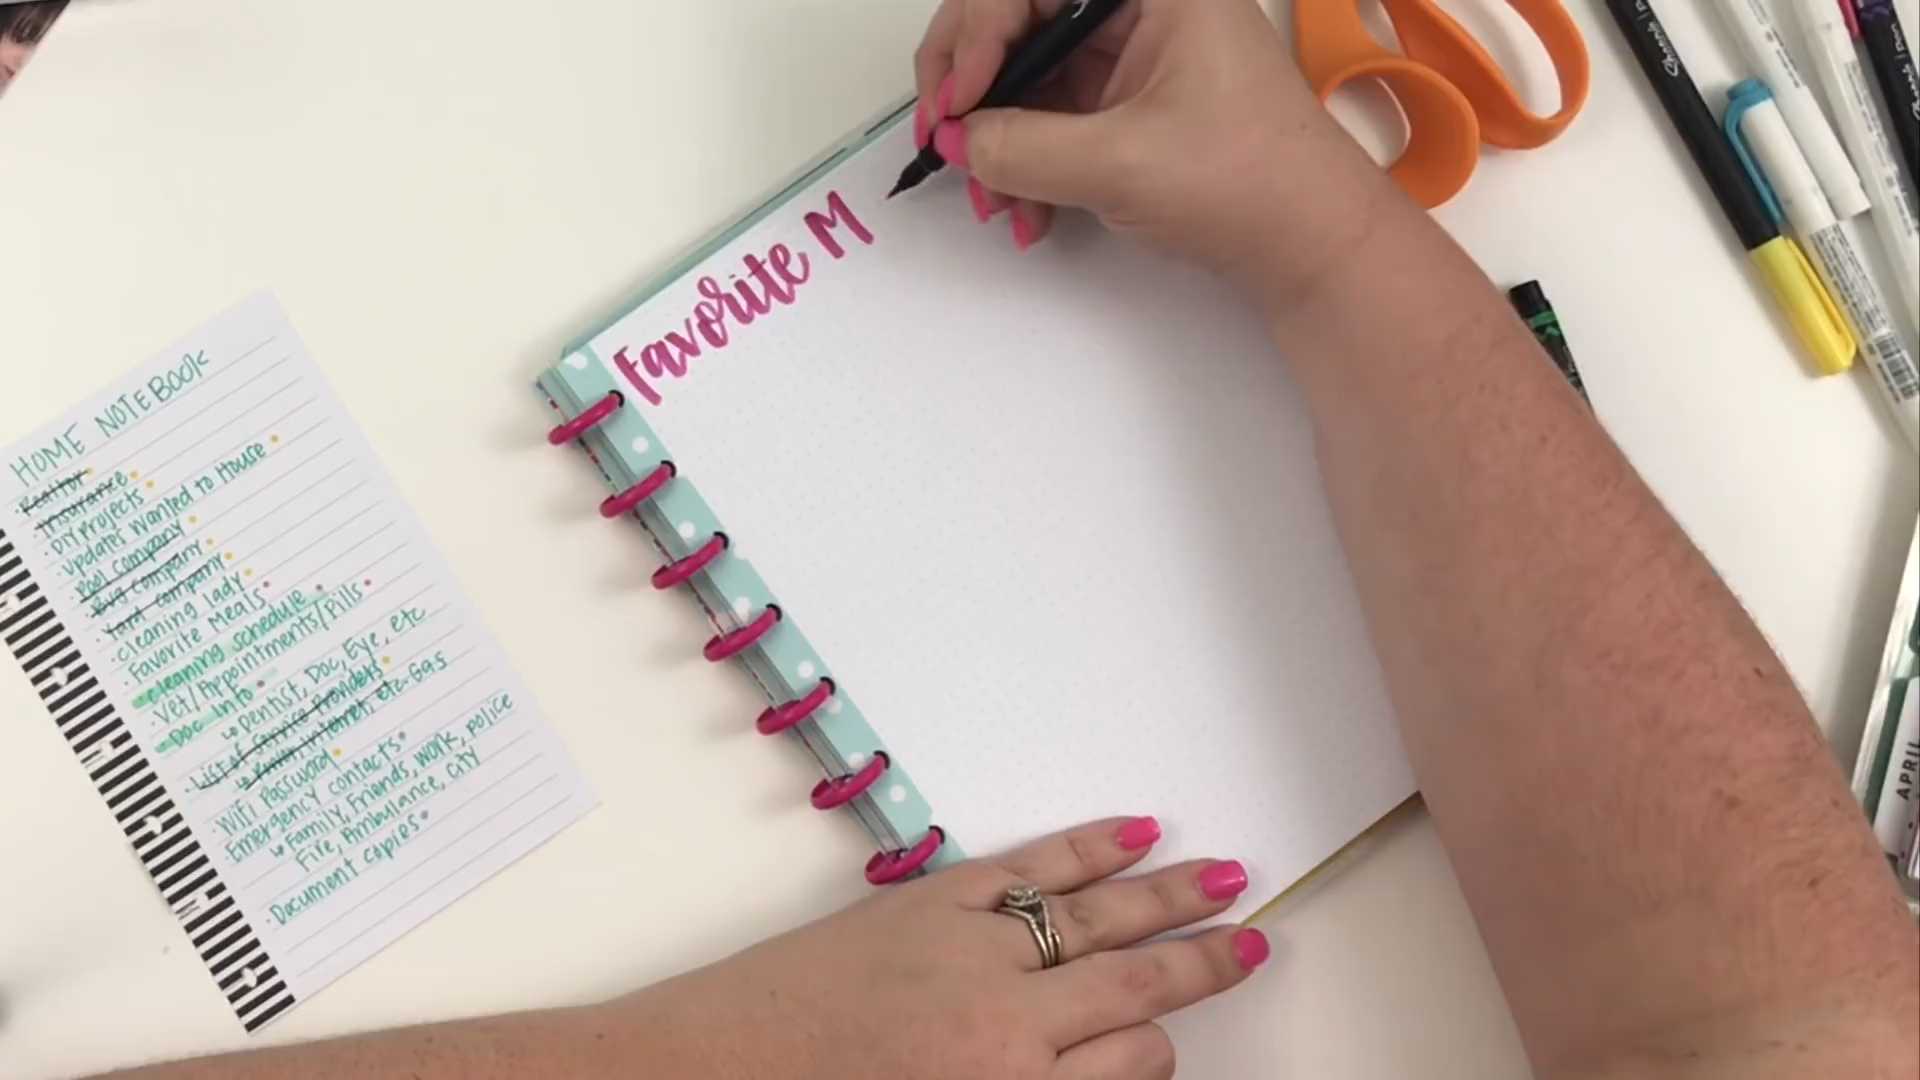 HOME NOTEBOOK
· Realtor
· Insurance
· DIY Projects
· Updates Wanted to House
· Pool Company
· Bug Company
· Yard Company
· Cleaning lady
· Favorite Meals
· Cleaning schedule
· Vet/Appointments/Pills
· Doc Info
↳ Dentist, Doc, Eye, etc
· List of Service Providers
↳ internet, etc-Gas
· Wifi Password
· Emergency contacts
↳ Family, Friends, work, police
Fire, Ambulance, city
· Document copies
Favorite M
APRIL